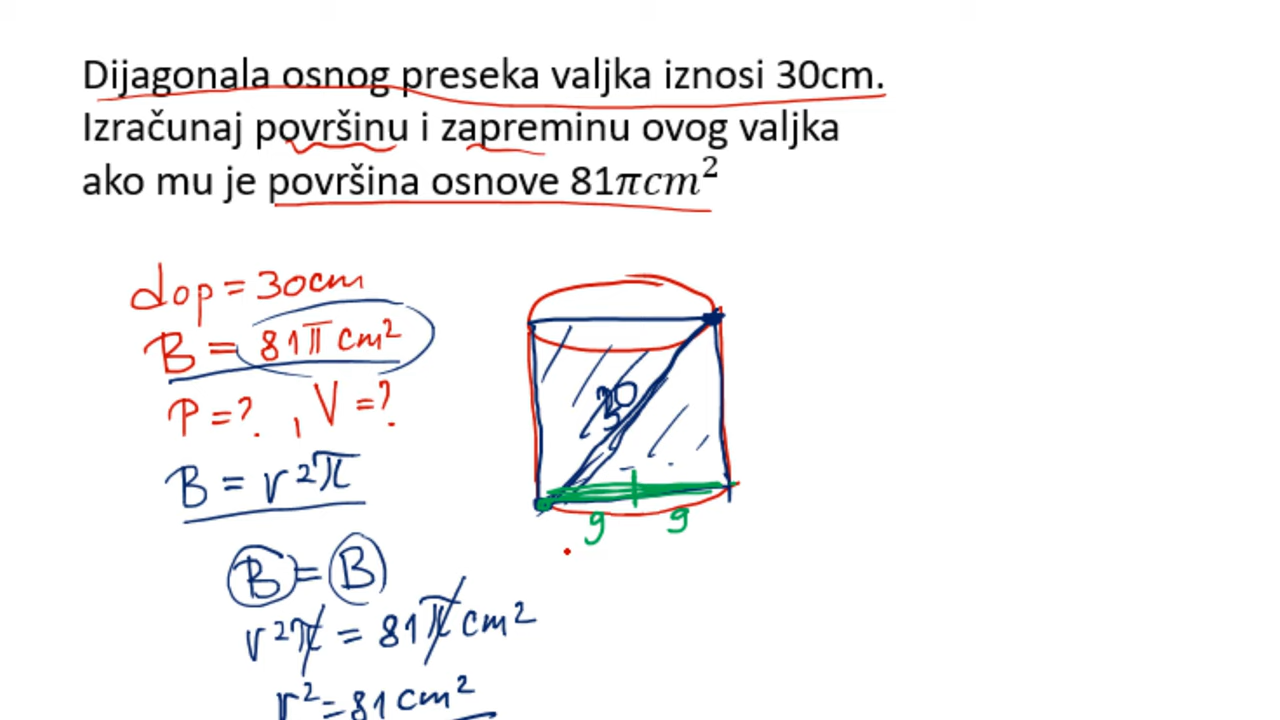 Dijagonala osnog preseka valjka iznosi 30cm.
Izračunaj površinu i zapreminu ovog valjka
ako mu je površina osnove 81𝜋𝑐𝑚²
dop = 30cm
B = 81π cm²
P = ? , V = ?
B = r²π
B = B
r²π = 81π cm²
r² = 81 cm²
30
9 9